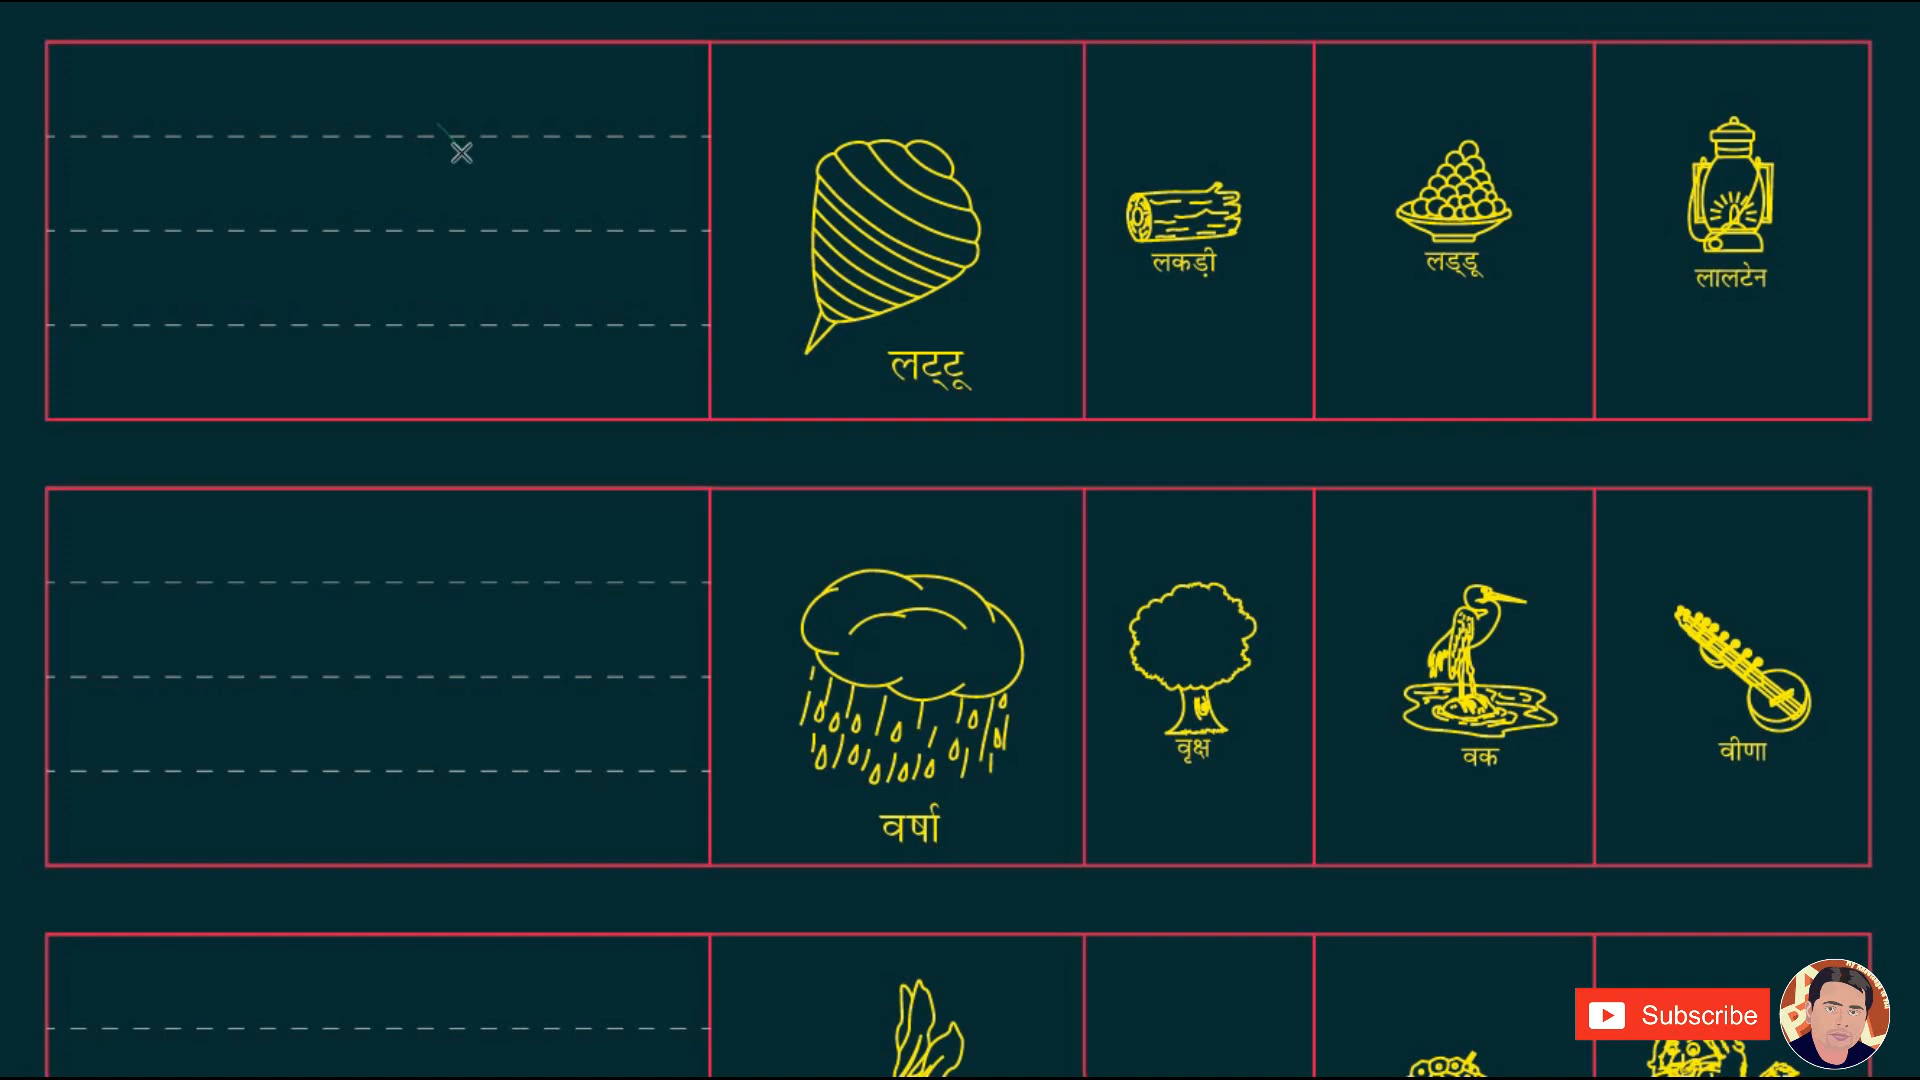 लट्टू
लकड़ी
लड्डू
लालटेन
वर्षा
वृक्ष
वक
वीणा
Subscribe